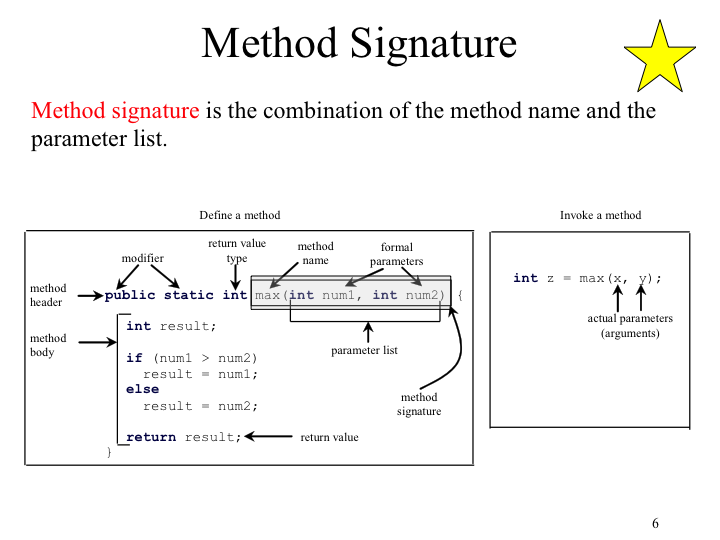 Method Signature
Method signature is the combination of the method name and the
parameter list.
Define a method
Invoke a method
modifier
return value
type
method
name
formal
parameters
method
header
public static int max(int num1, int num2) {
int z = max(x, y);
actual parameters
(arguments)
method
body
int result;
parameter list
if (num1 > num2)
result = num1;
else
result = num2;
method
signature
return result;
return value
}
6